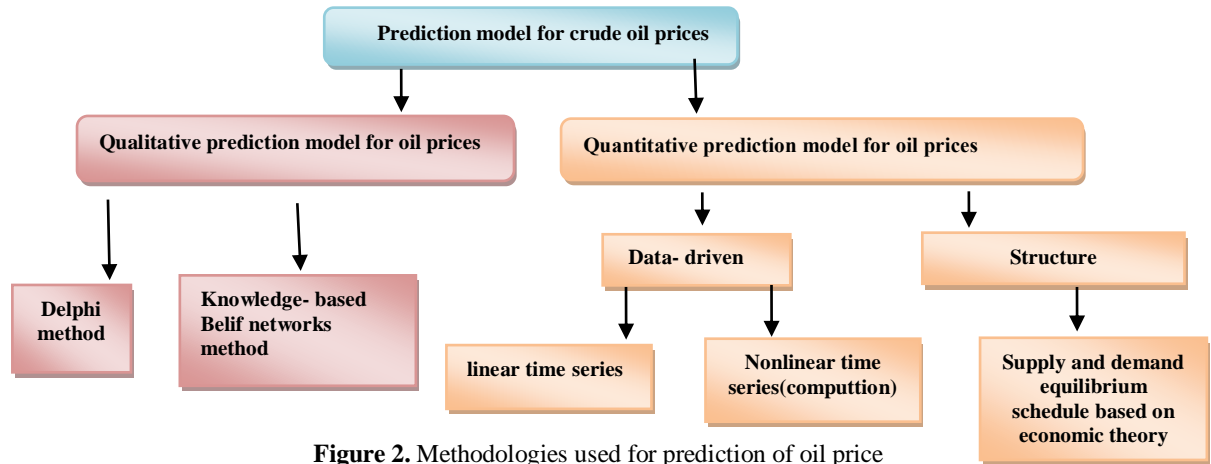 Prediction model for crude oil prices
Qualitative prediction model for oil prices
Quantitative prediction model for oil prices
Data- driven
Structure
Delphi
method
Knowledge- based
Belif networks
method
linear time series
Nonlinear time
series(computtion)
Supply and demand
equilibrium
schedule based on
economic theory
Figure 2. Methodologies used for prediction of oil price